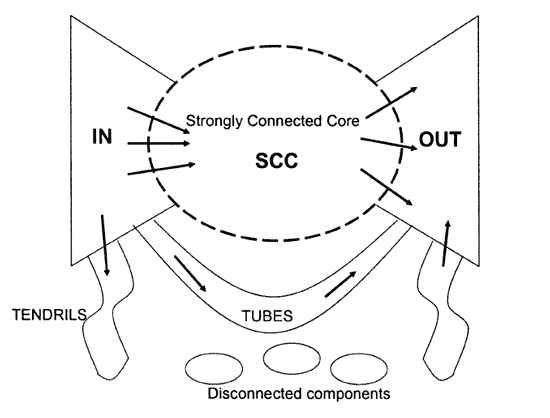 Strongly Connected Core
IN
OUT
SCC
TENDRILS
TUBES
Disconnected components